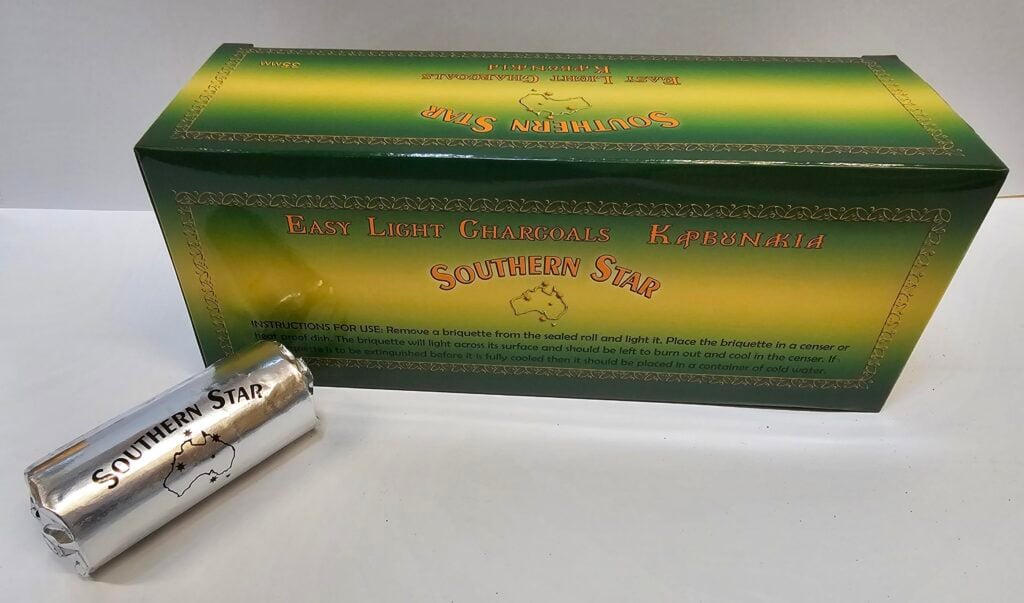 SOUTHERN STAR
EASY LIGHT CHARCOALS
ΚΑΡΒȢΝΑΚΙΑ
35MM
EASY LIGHT CHARCOALS ΚΑΡΒȢΝΑΚΙΑ
SOUTHERN STAR
INSTRUCTIONS FOR USE: Remove a briquette from the sealed roll and light it. Place the briquette in a censer or
heat proof dish. The briquette will light across its surface and should be left to burn out and cool in the censer. If
is to be extinguished before it is fully cooled then it should be placed in a container of cold water.
SOUTHERN STAR